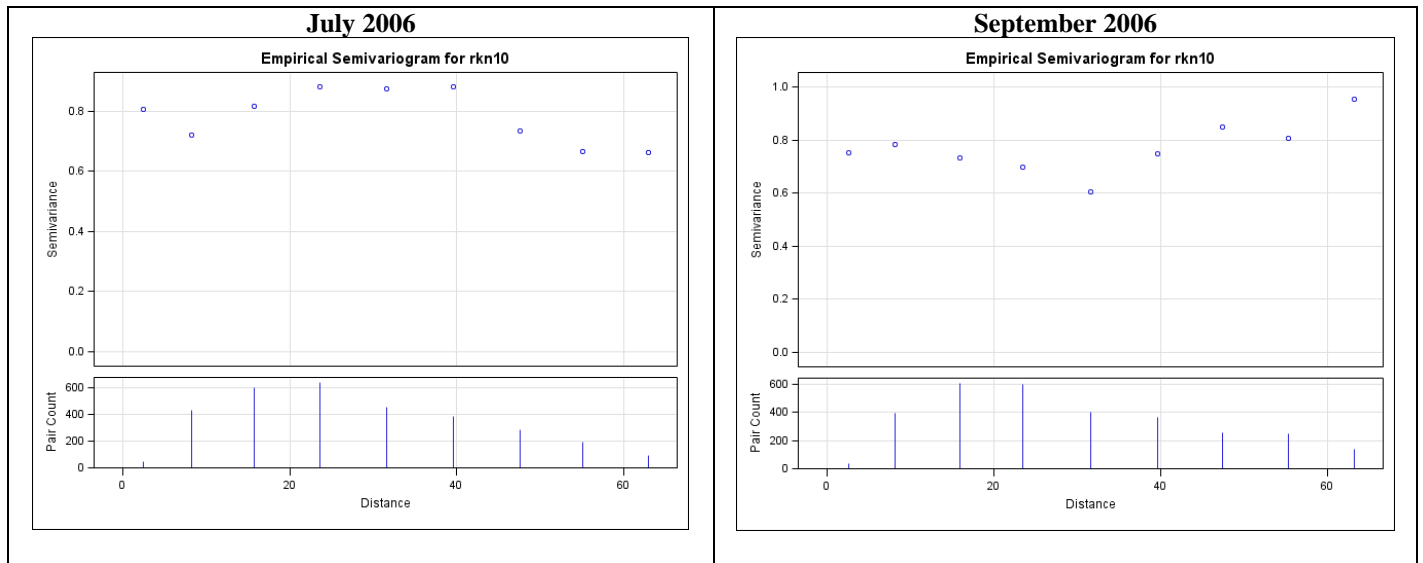 July 2006
Empirical Semivariogram for rkn10
Semivariance
0.8
0.6
0.4
0.2
0.0
Pair Count
600
400
200
0
0 20 40 60
Distance
September 2006
Empirical Semivariogram for rkn10
Semivariance
1.0
0.8
0.6
0.4
0.2
0.0
Pair Count
600
400
200
0
0 20 40 60
Distance